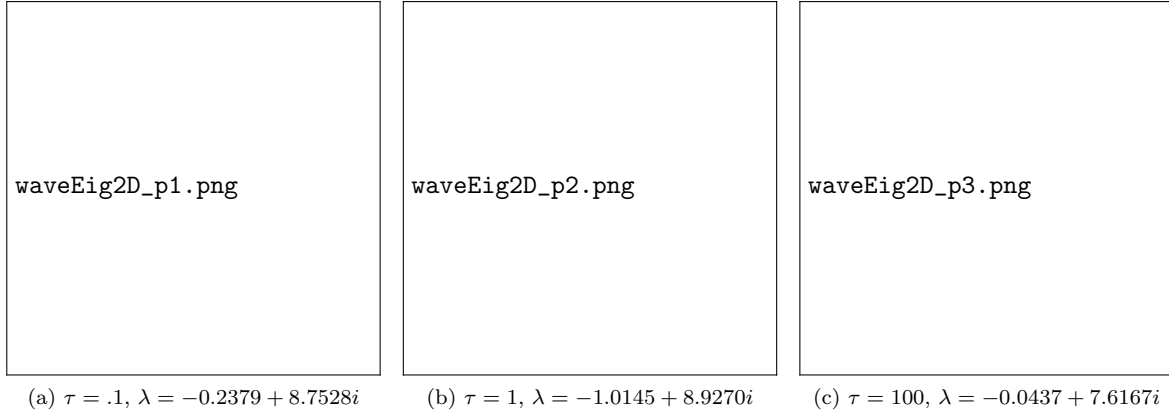 waveEig2D_p1.png
waveEig2D_p2.png
waveEig2D_p3.png
(a) τ = .1, λ = −0.2379 + 8.7528i
(b) τ = 1, λ = −1.0145 + 8.9270i
(c) τ = 100, λ = −0.0437 + 7.6167i